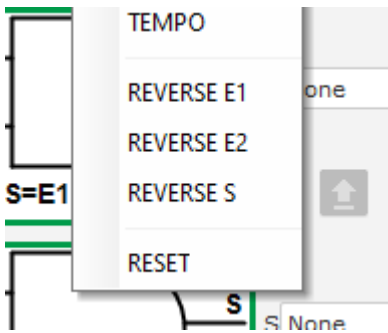 TEMPO
REVERSE E1
one
REVERSE E2
REVERSE S
S=E1
RESET
S
S None